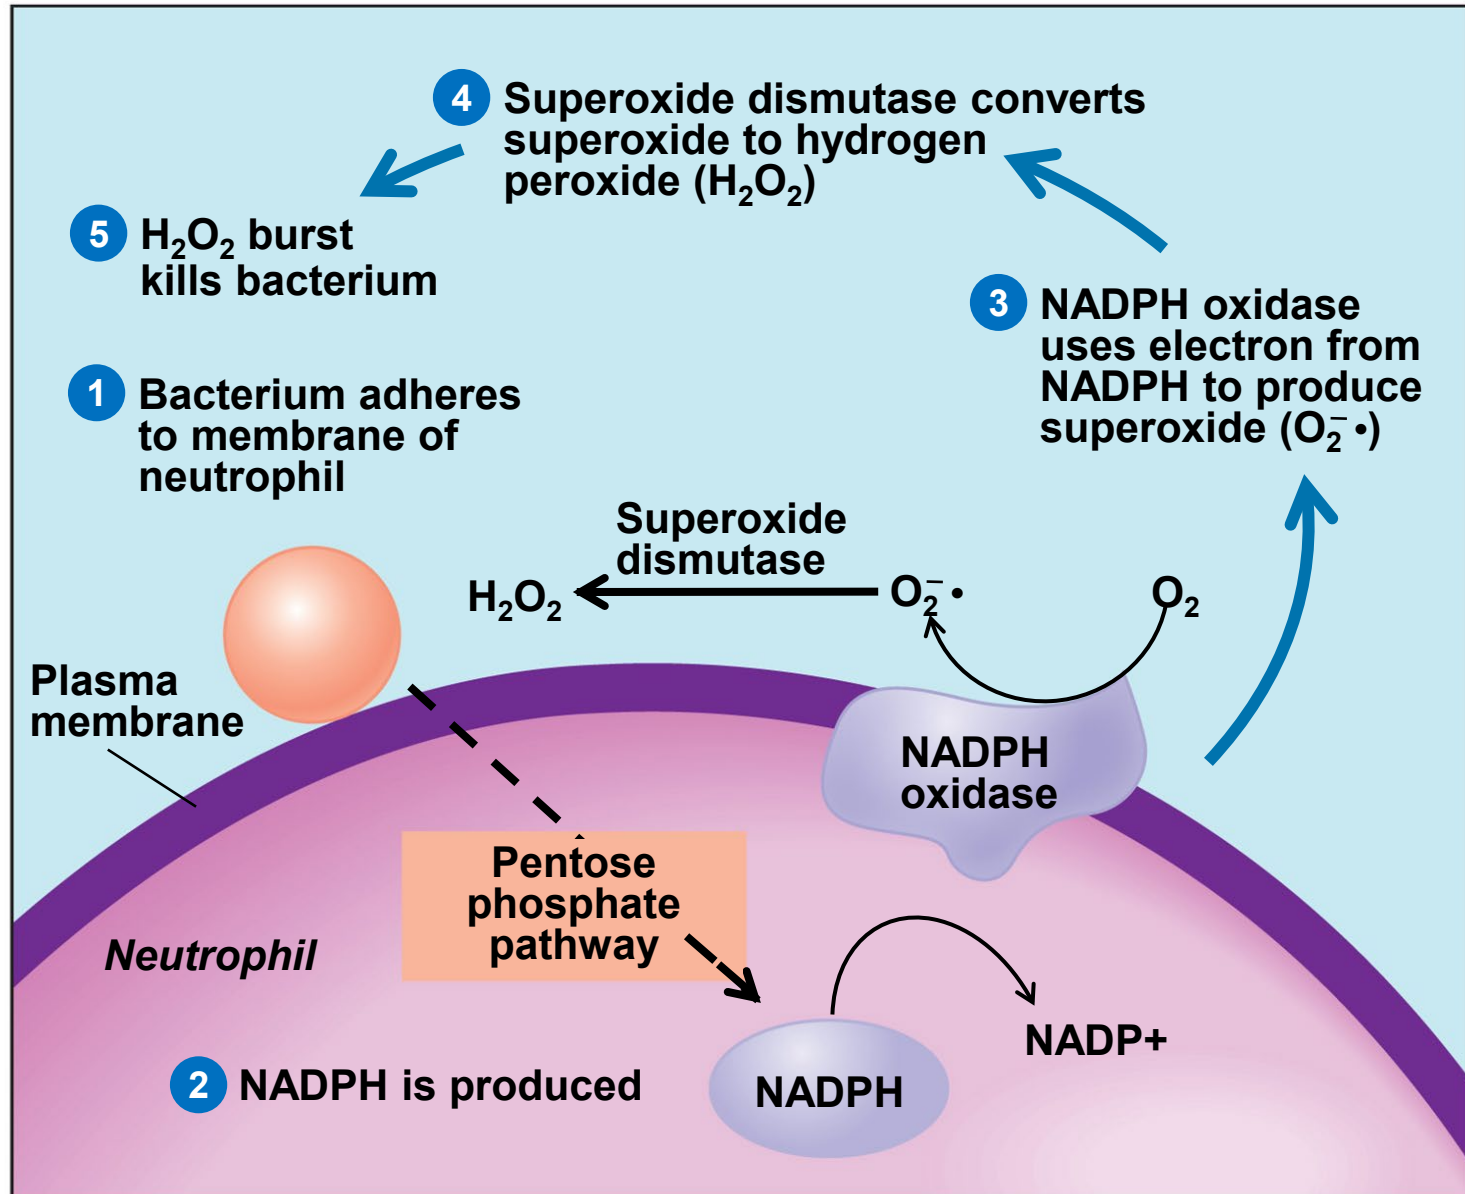 4 Superoxide dismutase converts
superoxide to hydrogen
peroxide (H₂O₂)
5 H₂O₂ burst
kills bacterium
3 NADPH oxidase
uses electron from
NADPH to produce
superoxide (O₂⁻•)
1 Bacterium adheres
to membrane of
neutrophil
Superoxide
dismutase
H₂O₂
O₂⁻•
O₂
Plasma
membrane
NADPH
oxidase
Pentose
phosphate
pathway
Neutrophil
NADP+
2 NADPH is produced
NADPH